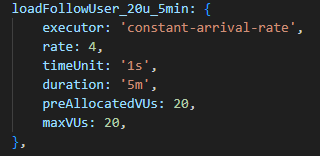 loadFollowUser_20u_5min: {
executor: 'constant-arrival-rate',
rate: 4,
timeUnit: '1s',
duration: '5m',
preAllocatedVUs: 20,
maxVUs: 20,
},